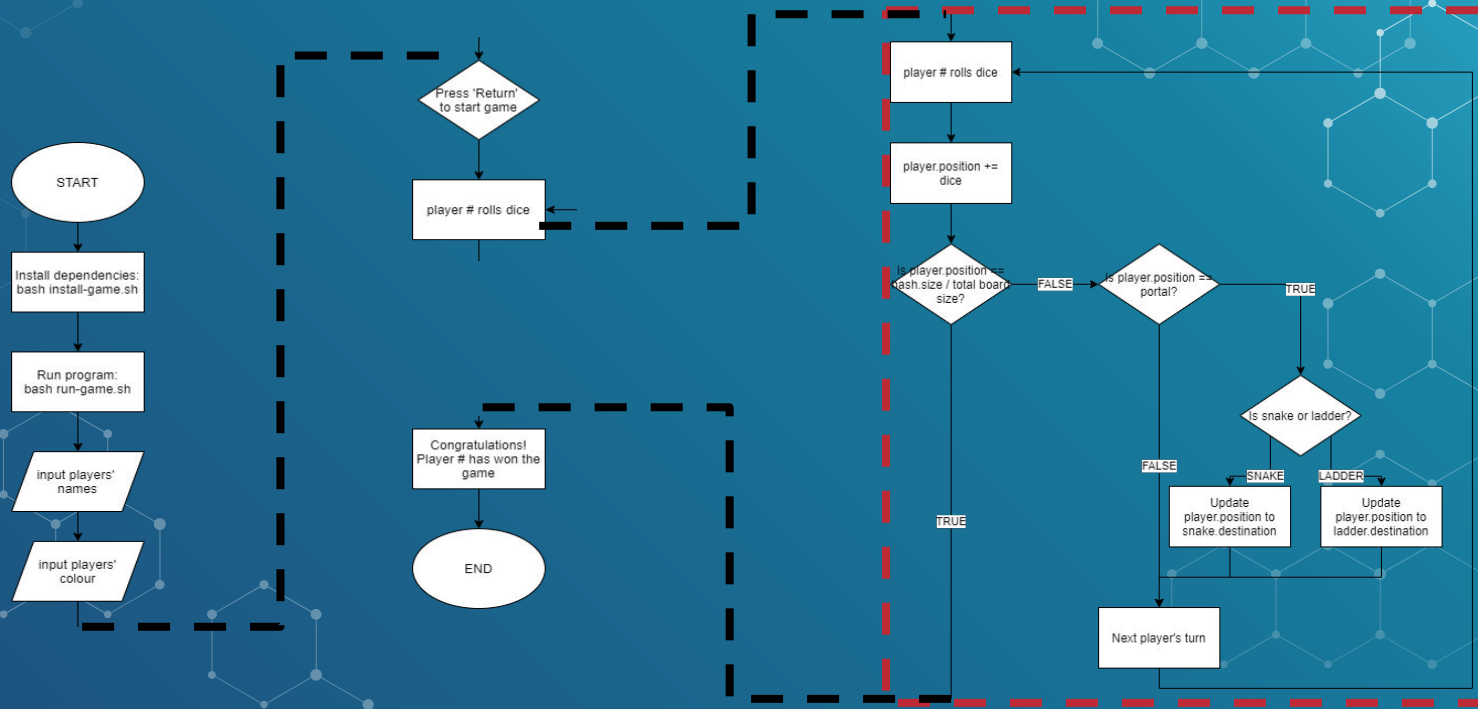 START
Install dependencies:
bash install-game.sh
Run program:
bash run-game.sh
input players'
names
input players'
colour
Press 'Return'
to start game
player # rolls dice
Congratulations!
Player # has won the
game
END
player # rolls dice
player.position +=
dice
Is player.position ==
hash.size / total board
size?
FALSE
TRUE
Is player.position ==
portal?
TRUE
FALSE
Is snake or ladder?
SNAKE
LADDER
Update
player.position to
snake.destination
Update
player.position to
ladder.destination
Next player's turn